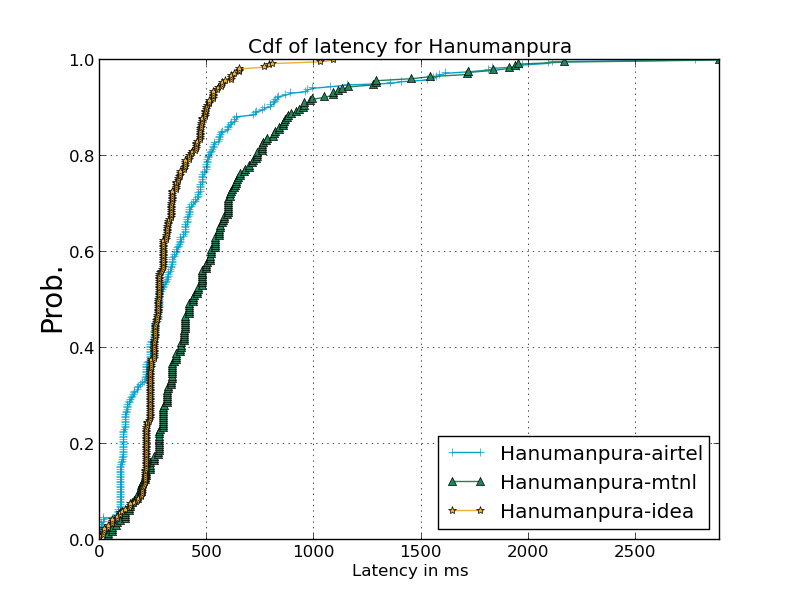 Cdf of latency for Hanumanpura
1.0
0.8
0.6
0.4
0.2
0.0
Prob.
0 500 1000 1500 2000 2500
Latency in ms
Hanumanpura-airtel
Hanumanpura-mtnl
Hanumanpura-idea